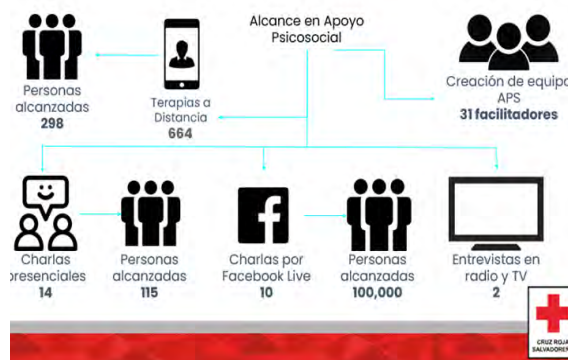 Alcance en Apoyo
Psicosocial
Personas
alcanzadas
298
Terapias a
Distancia
664
Creación de equipo
APS
31 facilitadores
Charlas
presenciales
14
Personas
alcanzadas
115
Charlas por
Facebook Live
10
Personas
alcanzadas
100,000
Entrevistas en
radio y TV
2
CRUZ ROJA
SALVADOREÑA